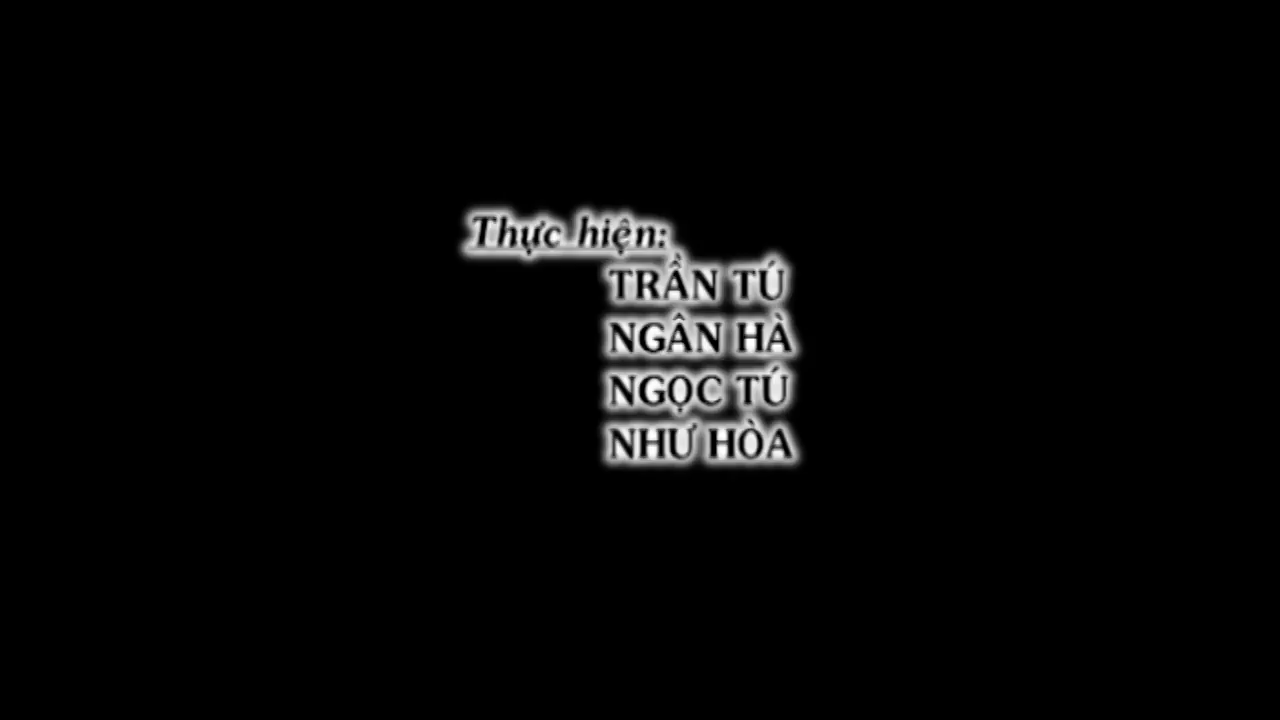 Thực hiện:
TRẦN TÚ
NGÂN HÀ
NGỌC TÚ
NHƯ HÒA